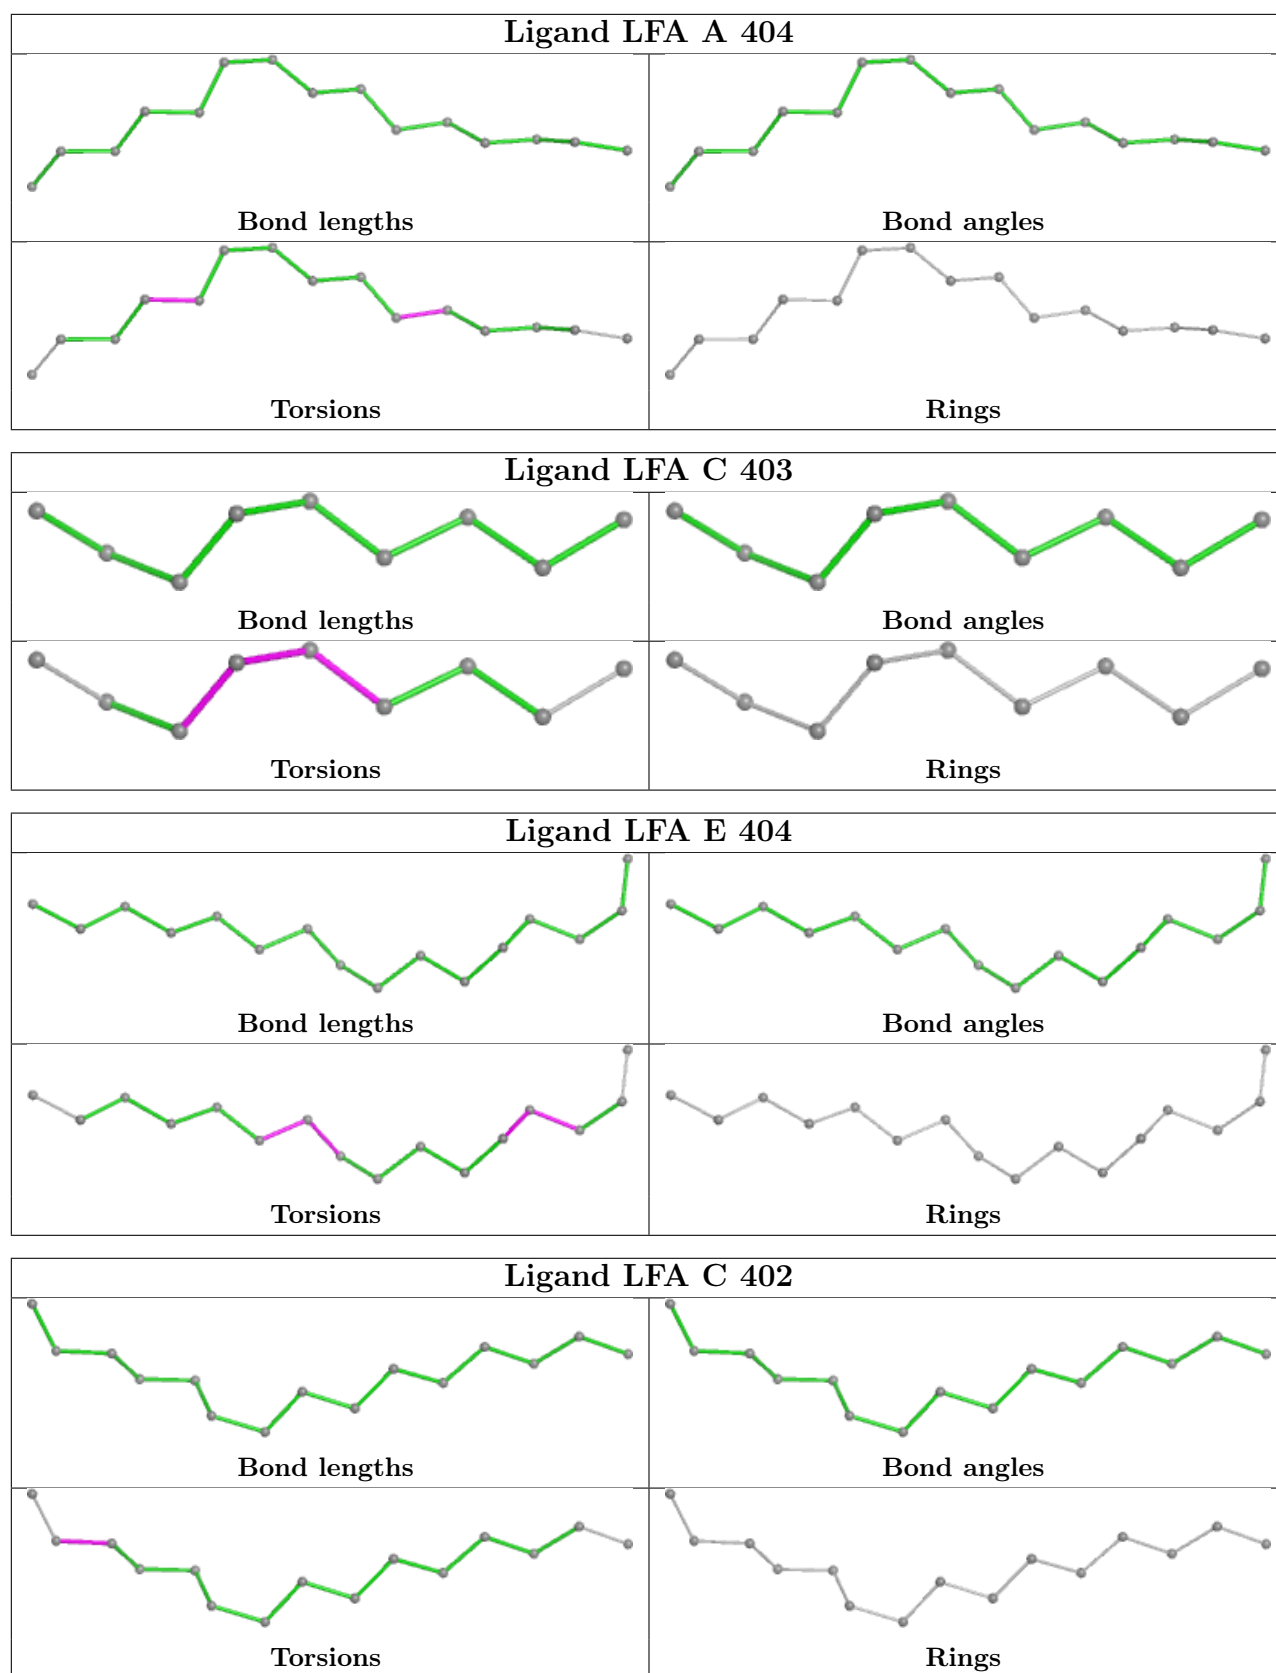 Ligand LFA A 404
Bond lengths
Bond angles
Torsions
Rings
Ligand LFA C 403
Bond lengths
Bond angles
Torsions
Rings
Ligand LFA E 404
Bond lengths
Bond angles
Torsions
Rings
Ligand LFA C 402
Bond lengths
Bond angles
Torsions
Rings